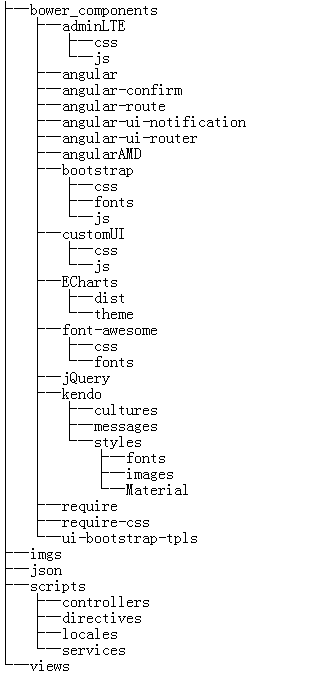 bower_components
adminLTE
css
js
angular
angular-confirm
angular-route
angular-ui-notification
angular-ui-router
angularAMD
bootstrap
css
fonts
js
customUI
css
js
ECharts
dist
theme
font-awesome
css
fonts
jQuery
kendo
cultures
messages
styles
fonts
images
Material
require
require-css
ui-bootstrap-tpls
imgs
json
scripts
controllers
directives
locales
services
views